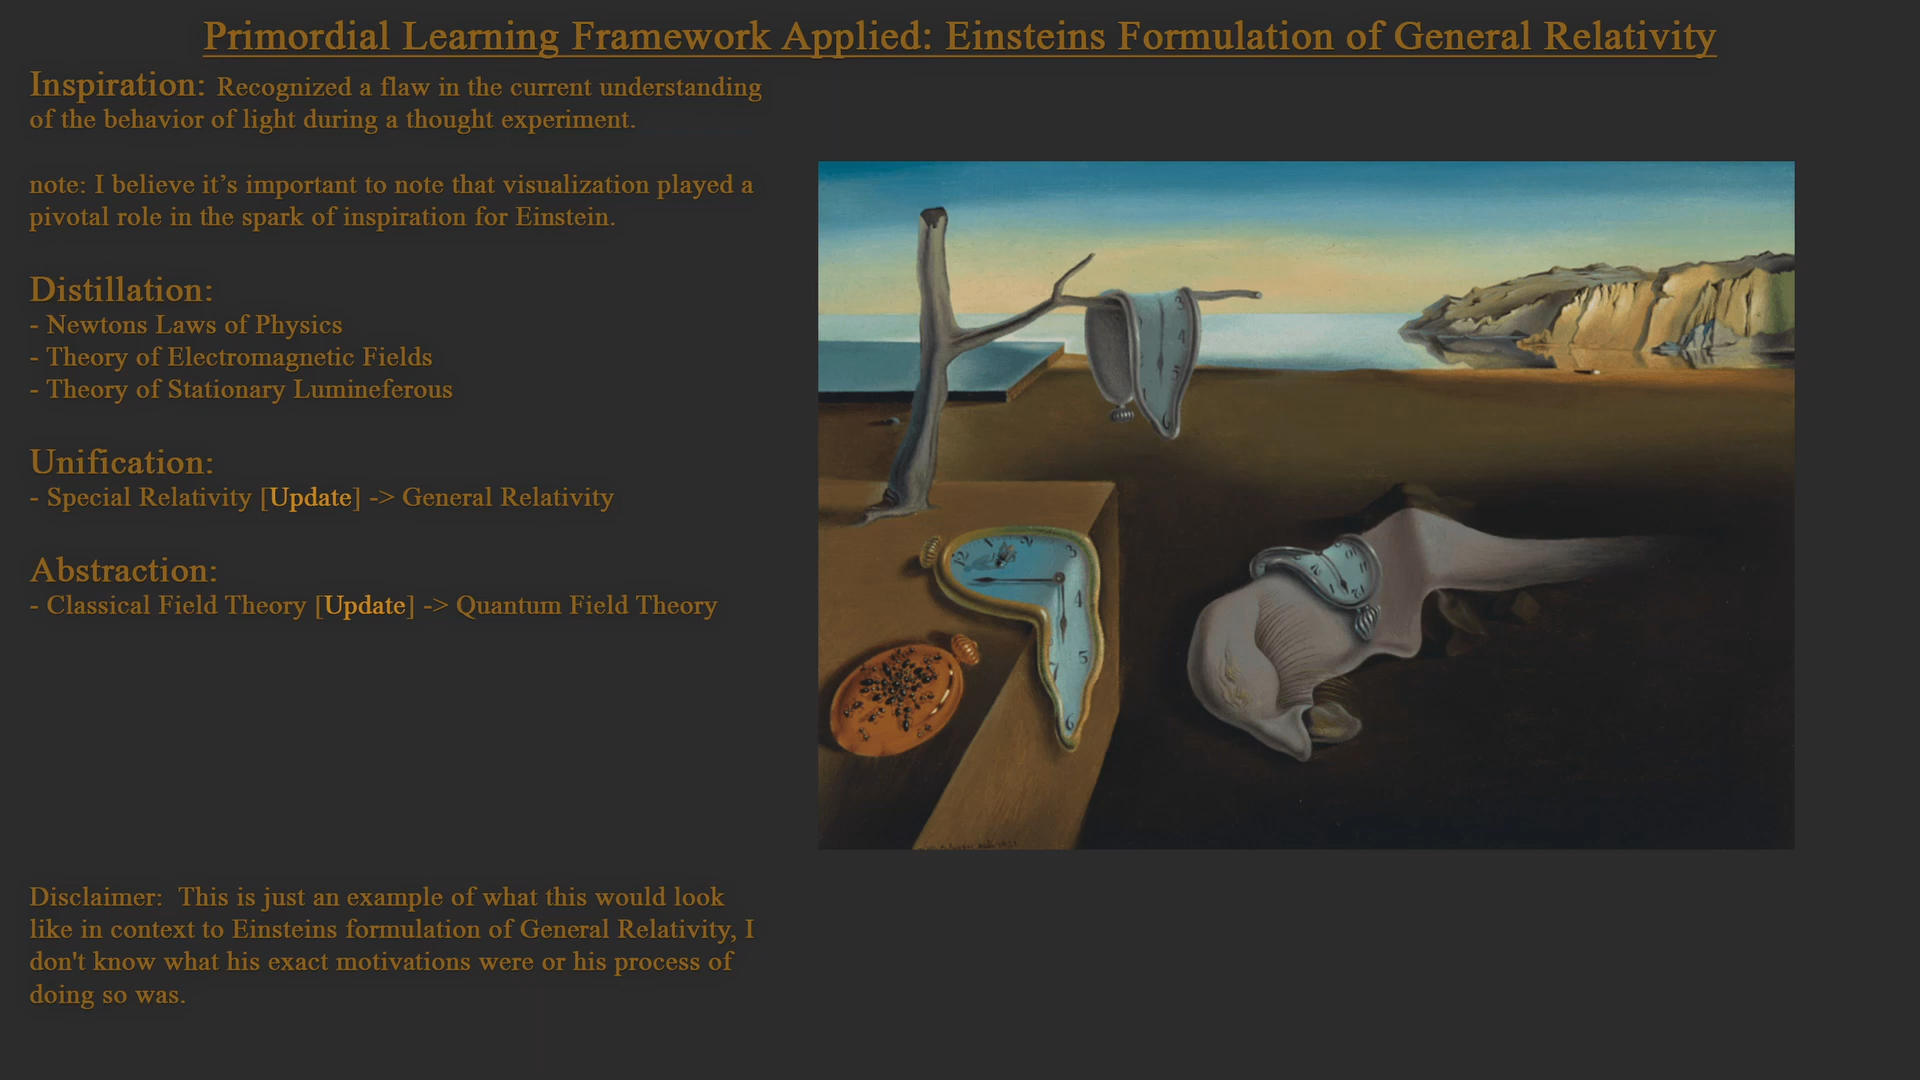 Primordial Learning Framework Applied: Einsteins Formulation of General Relativity
Inspiration: Recognized a flaw in the current understanding
of the behavior of light during a thought experiment.
note: I believe it’s important to note that visualization played a
pivotal role in the spark of inspiration for Einstein.
Distillation:
- Newtons Laws of Physics
- Theory of Electromagnetic Fields
- Theory of Stationary Lumineferous
Unification:
- Special Relativity [Update] -> General Relativity
Abstraction:
- Classical Field Theory [Update] -> Quantum Field Theory
Disclaimer:  This is just an example of what this would look
like in context to Einsteins formulation of General Relativity, I
don't know what his exact motivations were or his process of
doing so was.